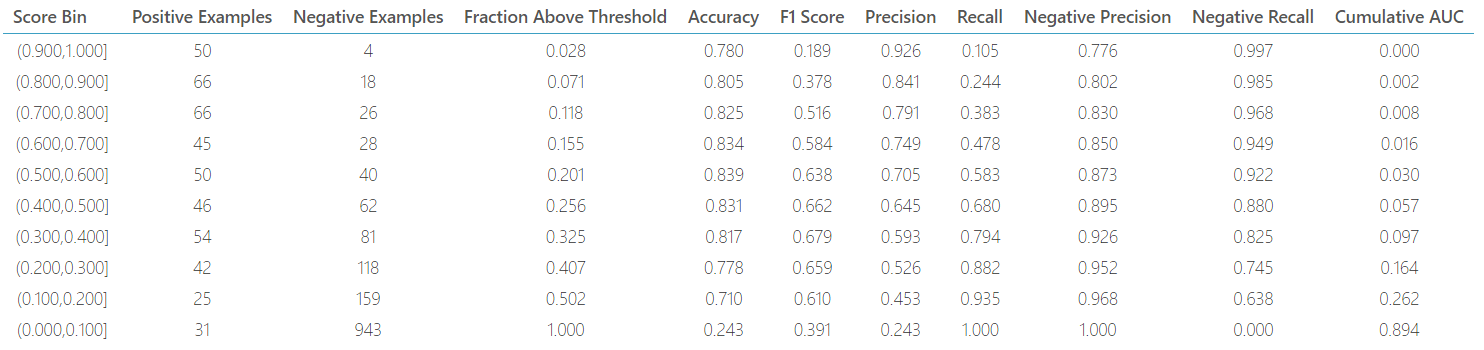 Score Bin Positive Examples Negative Examples Fraction Above Threshold Accuracy F1 Score Precision Recall Negative Precision Negative Recall Cumulative AUC
(0.900,1.000] 50 4 0.028 0.780 0.189 0.926 0.105 0.776 0.997 0.000
(0.800,0.900] 66 18 0.071 0.805 0.378 0.841 0.244 0.802 0.985 0.002
(0.700,0.800] 66 26 0.118 0.825 0.516 0.791 0.383 0.830 0.968 0.008
(0.600,0.700] 45 28 0.155 0.834 0.584 0.749 0.478 0.850 0.949 0.016
(0.500,0.600] 50 40 0.201 0.839 0.638 0.705 0.583 0.873 0.922 0.030
(0.400,0.500] 46 62 0.256 0.831 0.662 0.645 0.680 0.895 0.880 0.057
(0.300,0.400] 54 81 0.325 0.817 0.679 0.593 0.794 0.926 0.825 0.097
(0.200,0.300] 42 118 0.407 0.778 0.659 0.526 0.882 0.952 0.745 0.164
(0.100,0.200] 25 159 0.502 0.710 0.610 0.453 0.935 0.968 0.638 0.262
(0.000,0.100] 31 943 1.000 0.243 0.391 0.243 1.000 1.000 0.000 0.894